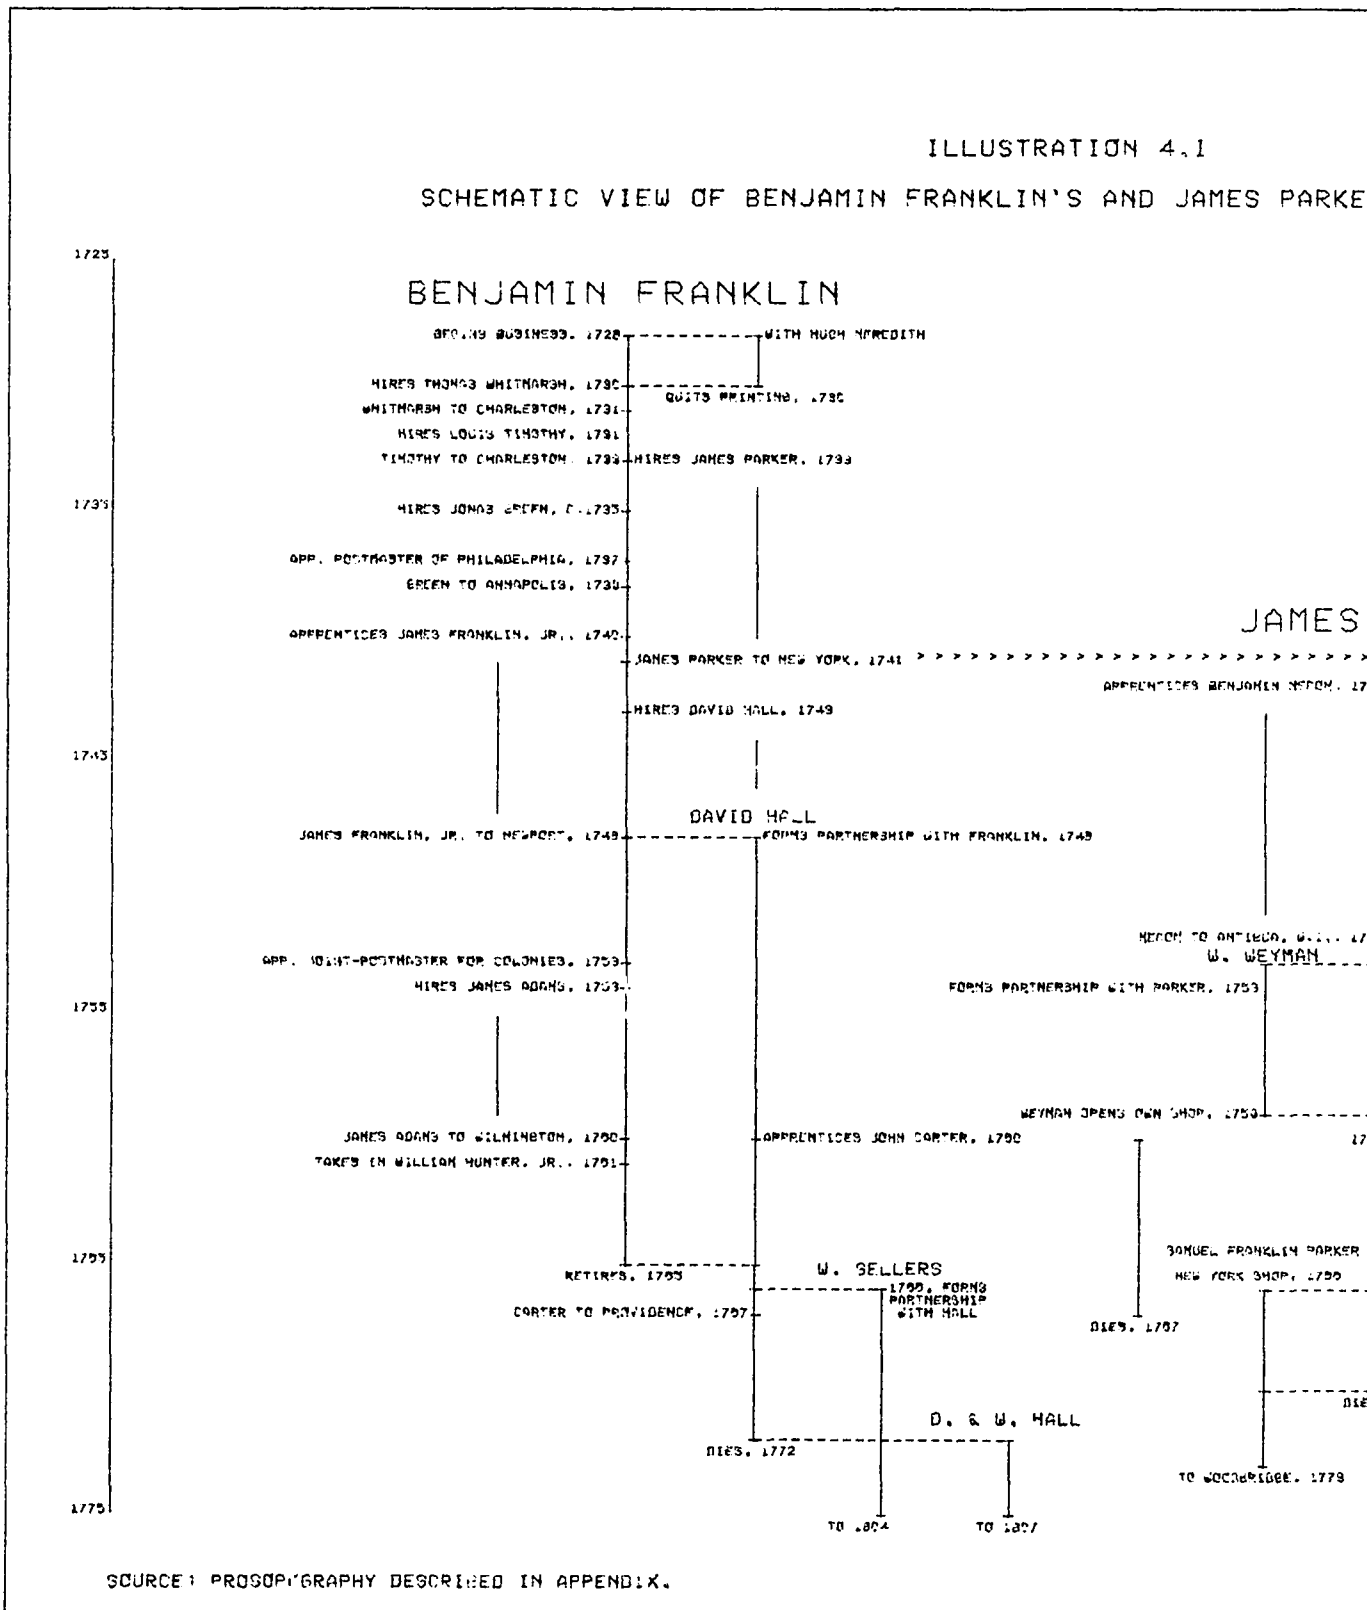 ILLUSTRATION 4.1
SCHEMATIC VIEW OF BENJAMIN FRANKLIN'S AND JAMES PARKE
1725
BENJAMIN FRANKLIN
BEGINS BUSINESS, 1728
WITH HUGH MEREDITH
HIRES THOMAS WHITMARSH, 1730
QUITS PRINTING, 1730
WHITMARSH TO CHARLESTON, 1731
HIRES LOUIS TIMOTHY, 1731
TIMOTHY TO CHARLESTON, 1733
HIRES JAMES PARKER, 1733
1735
HIRES JONAS GREEN, C.1735
APP. POSTMASTER OF PHILADELPHIA, 1737
GREEN TO ANNAPOLIS, 1738
JAMES
APPRENTICES JAMES FRANKLIN, JR., 1740
JAMES PARKER TO NEW YORK, 1741 > > > > > > > > > > > > > > > > > > > > > > > > > >
APPRENTICES BENJAMIN MECOM, 17
HIRES DAVID HALL, 1743
1745
DAVID HALL
JAMES FRANKLIN, JR. TO NEWPORT, 1748
FORMS PARTNERSHIP WITH FRANKLIN, 1748
MECOM TO ANTIGUA, W.I., 17
W. WEYMAN
APP. JOINT-POSTMASTER FOR COLONIES, 1753
HIRES JAMES ADAMS, 1753
FORMS PARTNERSHIP WITH PARKER, 1753
1755
WEYMAN OPENS OWN SHOP, 1759
JAMES ADAMS TO WILMINGTON, 1760
APPRENTICES JOHN CARTER, 1760
17
TAKES IN WILLIAM HUNTER, JR., 1761
1765
SAMUEL FRANKLIN PARKER
RETIRES, 1765
W. SELLERS
NEW YORK SHOP, 1766
1766, FORMS
PARTNERSHIP
WITH HALL
CARTER TO PROVIDENCE, 1767
DIES, 1767
DIE
D. & W. HALL
DIES, 1772
TO WOODBRIDGE, 1773
1775
TO 1804
TO 1807
SOURCE: PROSOPOGRAPHY DESCRIBED IN APPENDIX.